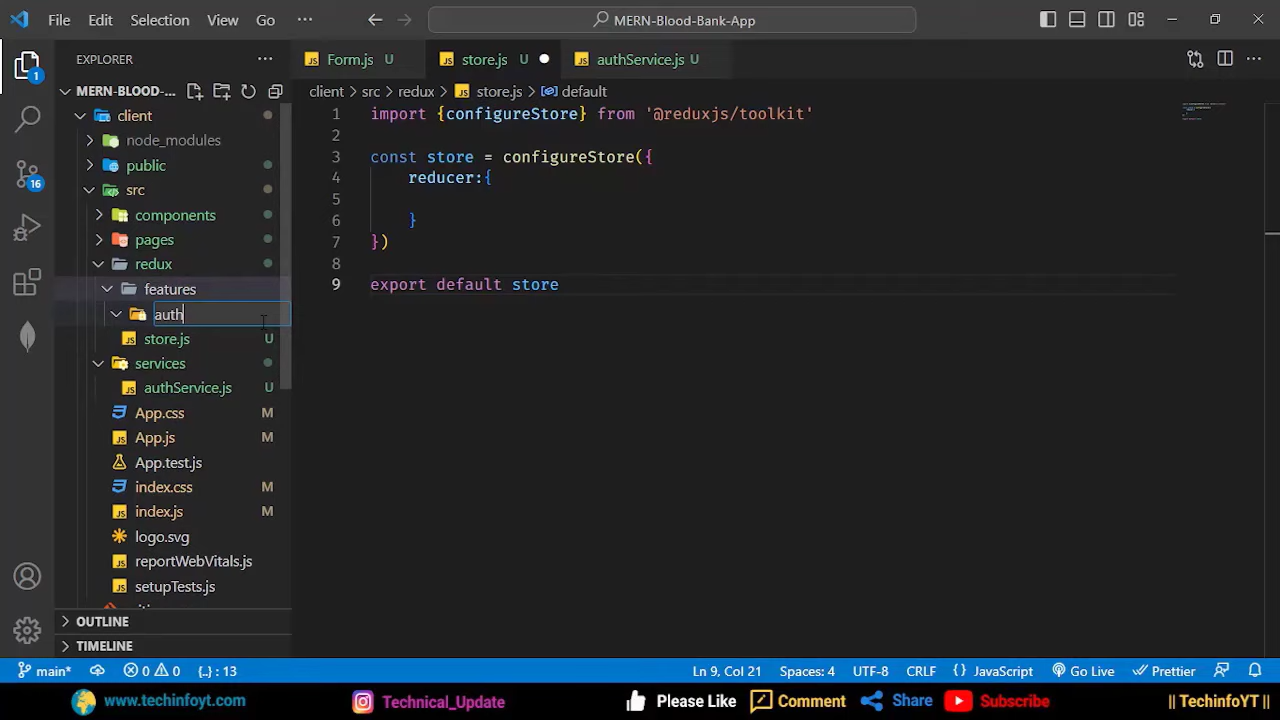 File Edit Selection View Go MERN-Blood-Bank-App
EXPLORER
Form.js U store.js U authService.js U
MERN-BLOOD-...
client > src > redux > store.js > default
client
node_modules
public
src
components
pages
redux
features
auth
store.js U
services
authService.js U
App.css M
App.js M
App.test.js
index.css M
index.js M
logo.svg
reportWebVitals.js
setupTests.js
OUTLINE
TIMELINE
1
16
1 import {configureStore} from '@reduxjs/toolkit'
2
3 const store = configureStore({
4 reducer:{
5
6 }
7 })
8
9 export default store
main* 0 0 {..} : 13 Ln 9, Col 21 Spaces: 4 UTF-8 CRLF {} JavaScript Go Live Prettier
www.techinfoyt.com Technical_Update Please Like Comment Share Subscribe || TechinfoYT ||